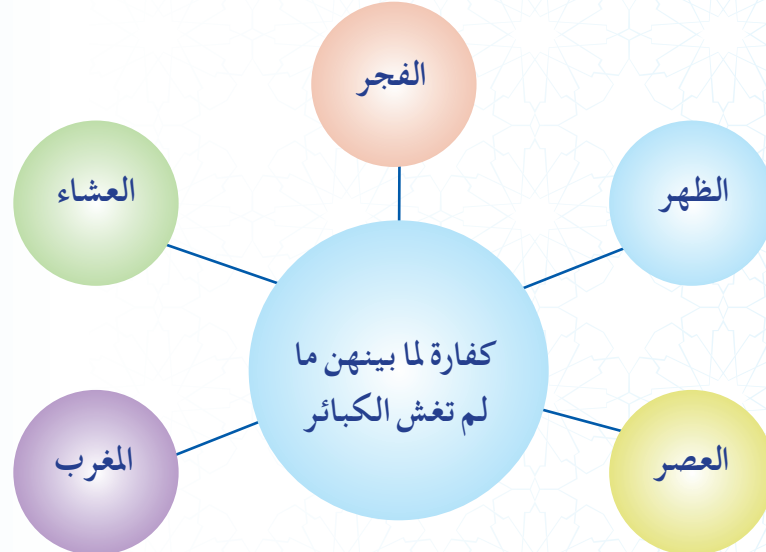 الفجر
الظهر
العشاء
كفارة لما بينهن ما
لم تغش الكبائر
العصر
المغرب